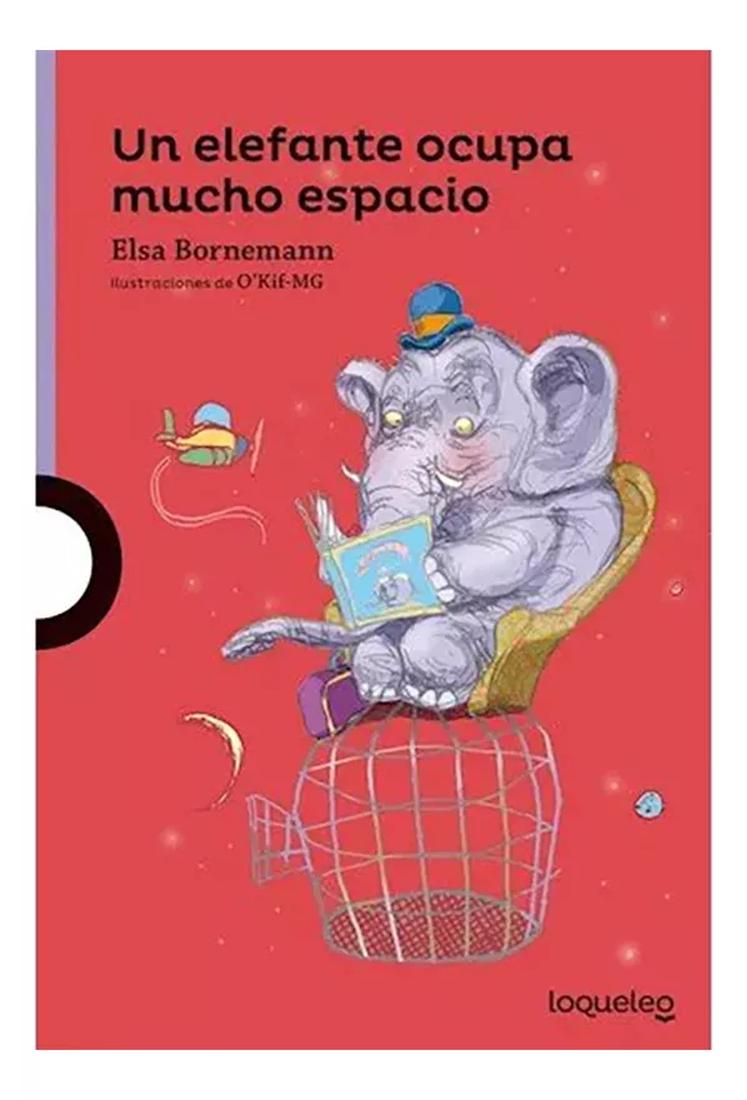 Un elefante ocupa
mucho espacio
Elsa Bornemann
Ilustraciones de O'Kif-MG
loqueleo